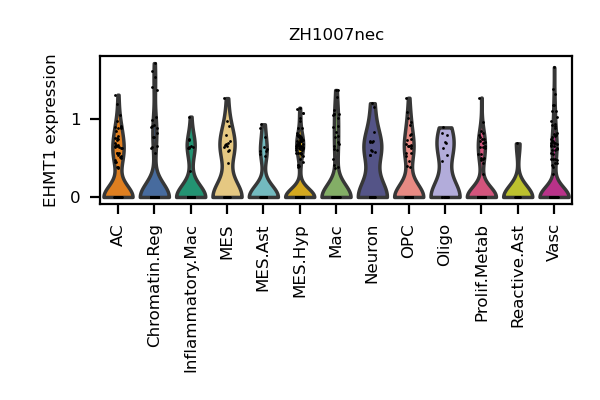 ZH1007nec
EHMT1 expression
1
0
AC
Chromatin.Reg
Inflammatory.Mac
MES
MES.Ast
MES.Hyp
Mac
Neuron
OPC
Oligo
Prolif.Metab
Reactive.Ast
Vasc